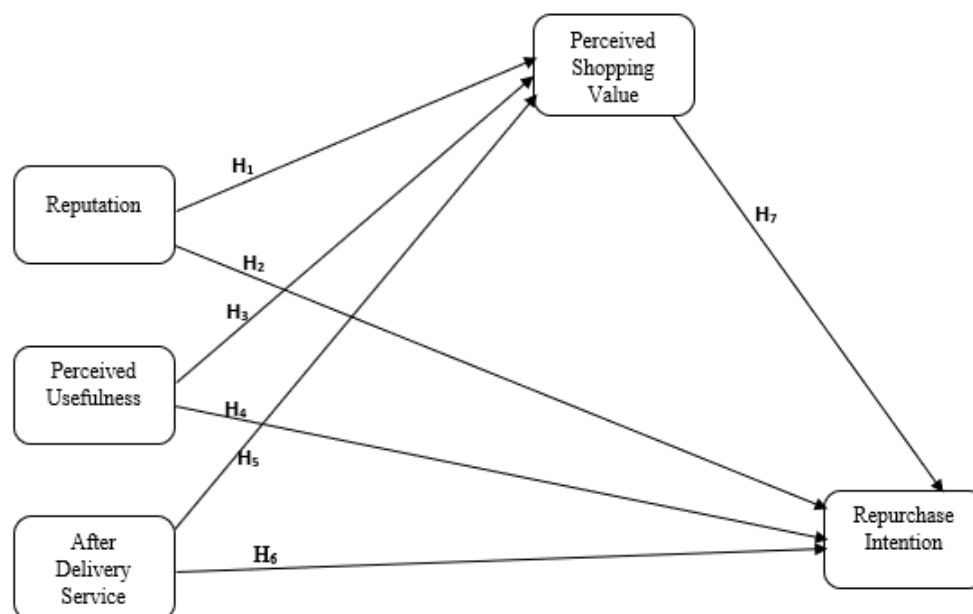 Perceived
Shopping
Value
H₁
Reputation
H₇
H₂
H₃
Perceived
Usefulness
H₄
H₅
Repurchase
Intention
After
Delivery
Service
H₆